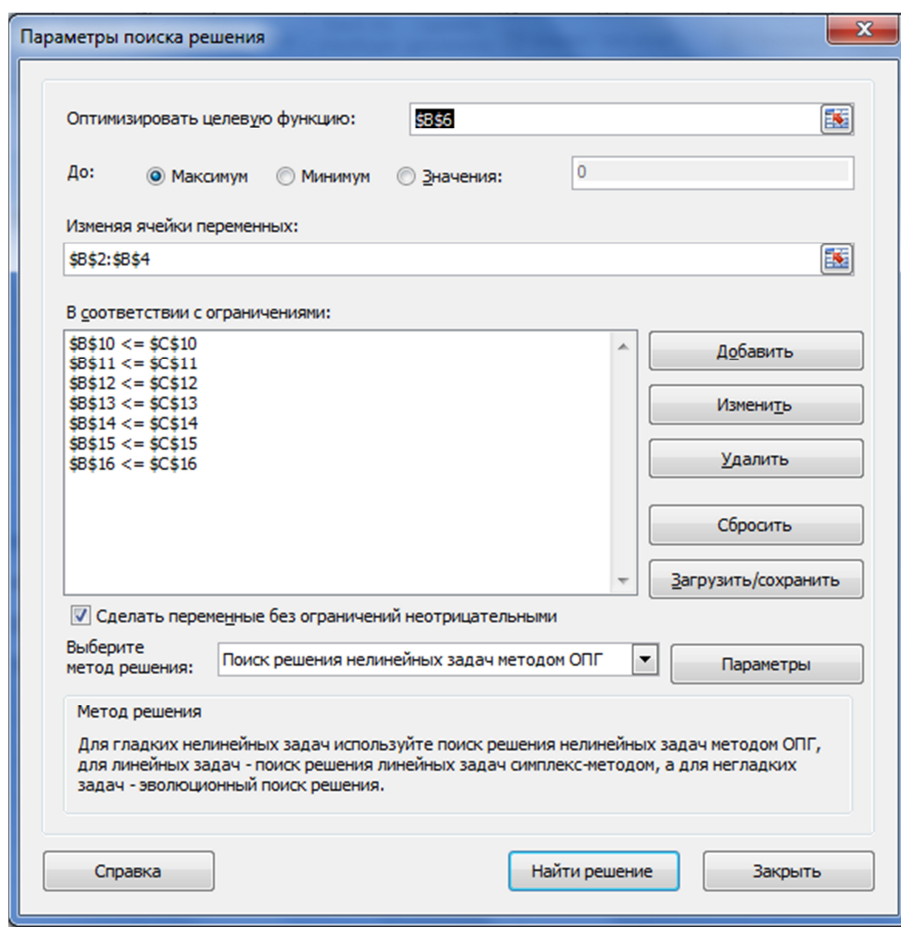 Параметры поиска решения
Оптимизировать целевую функцию: $B$6
До: Максимум Минимум Значения: 0
Изменяя ячейки переменных:
$B$2:$B$4
В соответствии с ограничениями:
$B$10 <= $C$10
$B$11 <= $C$11
$B$12 <= $C$12
$B$13 <= $C$13
$B$14 <= $C$14
$B$15 <= $C$15
$B$16 <= $C$16
Добавить
Изменить
Удалить
Сбросить
Загрузить/сохранить
Сделать переменные без ограничений неотрицательными
Выберите
метод решения:
Поиск решения нелинейных задач методом ОПГ
Параметры
Метод решения
Для гладких нелинейных задач используйте поиск решения нелинейных задач методом ОПГ,
для линейных задач - поиск решения линейных задач симплекс-методом, а для негладких
задач - эволюционный поиск решения.
Справка
Найти решение
Закрыть